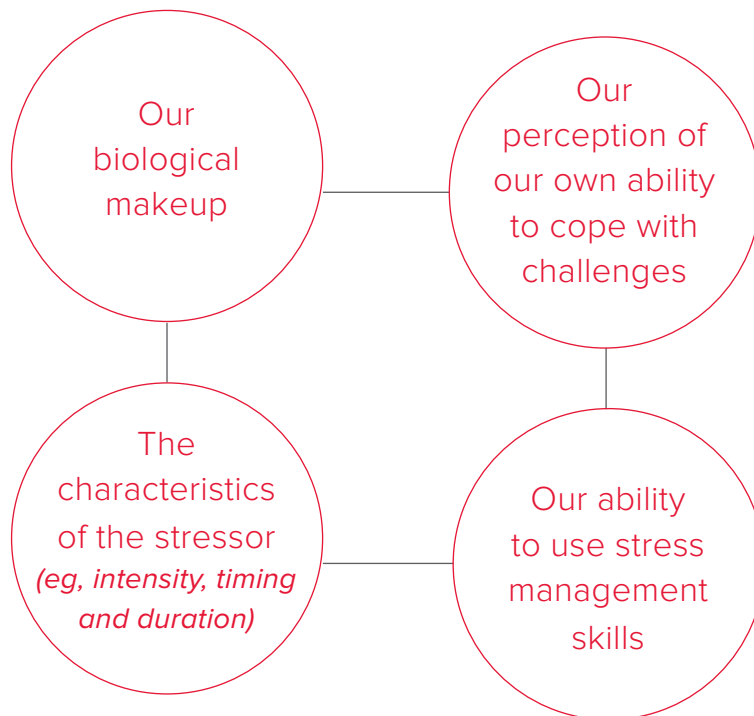 Our
biological
makeup
Our
perception of
our own ability
to cope with
challenges
The
characteristics
of the stressor
(eg, intensity, timing
and duration)
Our ability
to use stress
management
skills